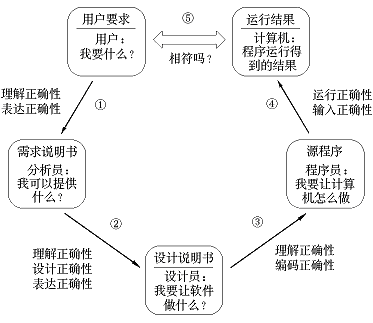 用户要求
用户：
我要什么？
⑤
相符吗？
运行结果
计算机：
程序运行得
到的结果
理解正确性
表达正确性
①
④
运行正确性
输入正确性
需求说明书
分析员：
我可以提供
什么？
源程序
程序员：
我要让计算
机怎么做
②
③
理解正确性
设计正确性
表达正确性
设计说明书
设计员：
我要让软件
做什么？
理解正确性
编码正确性